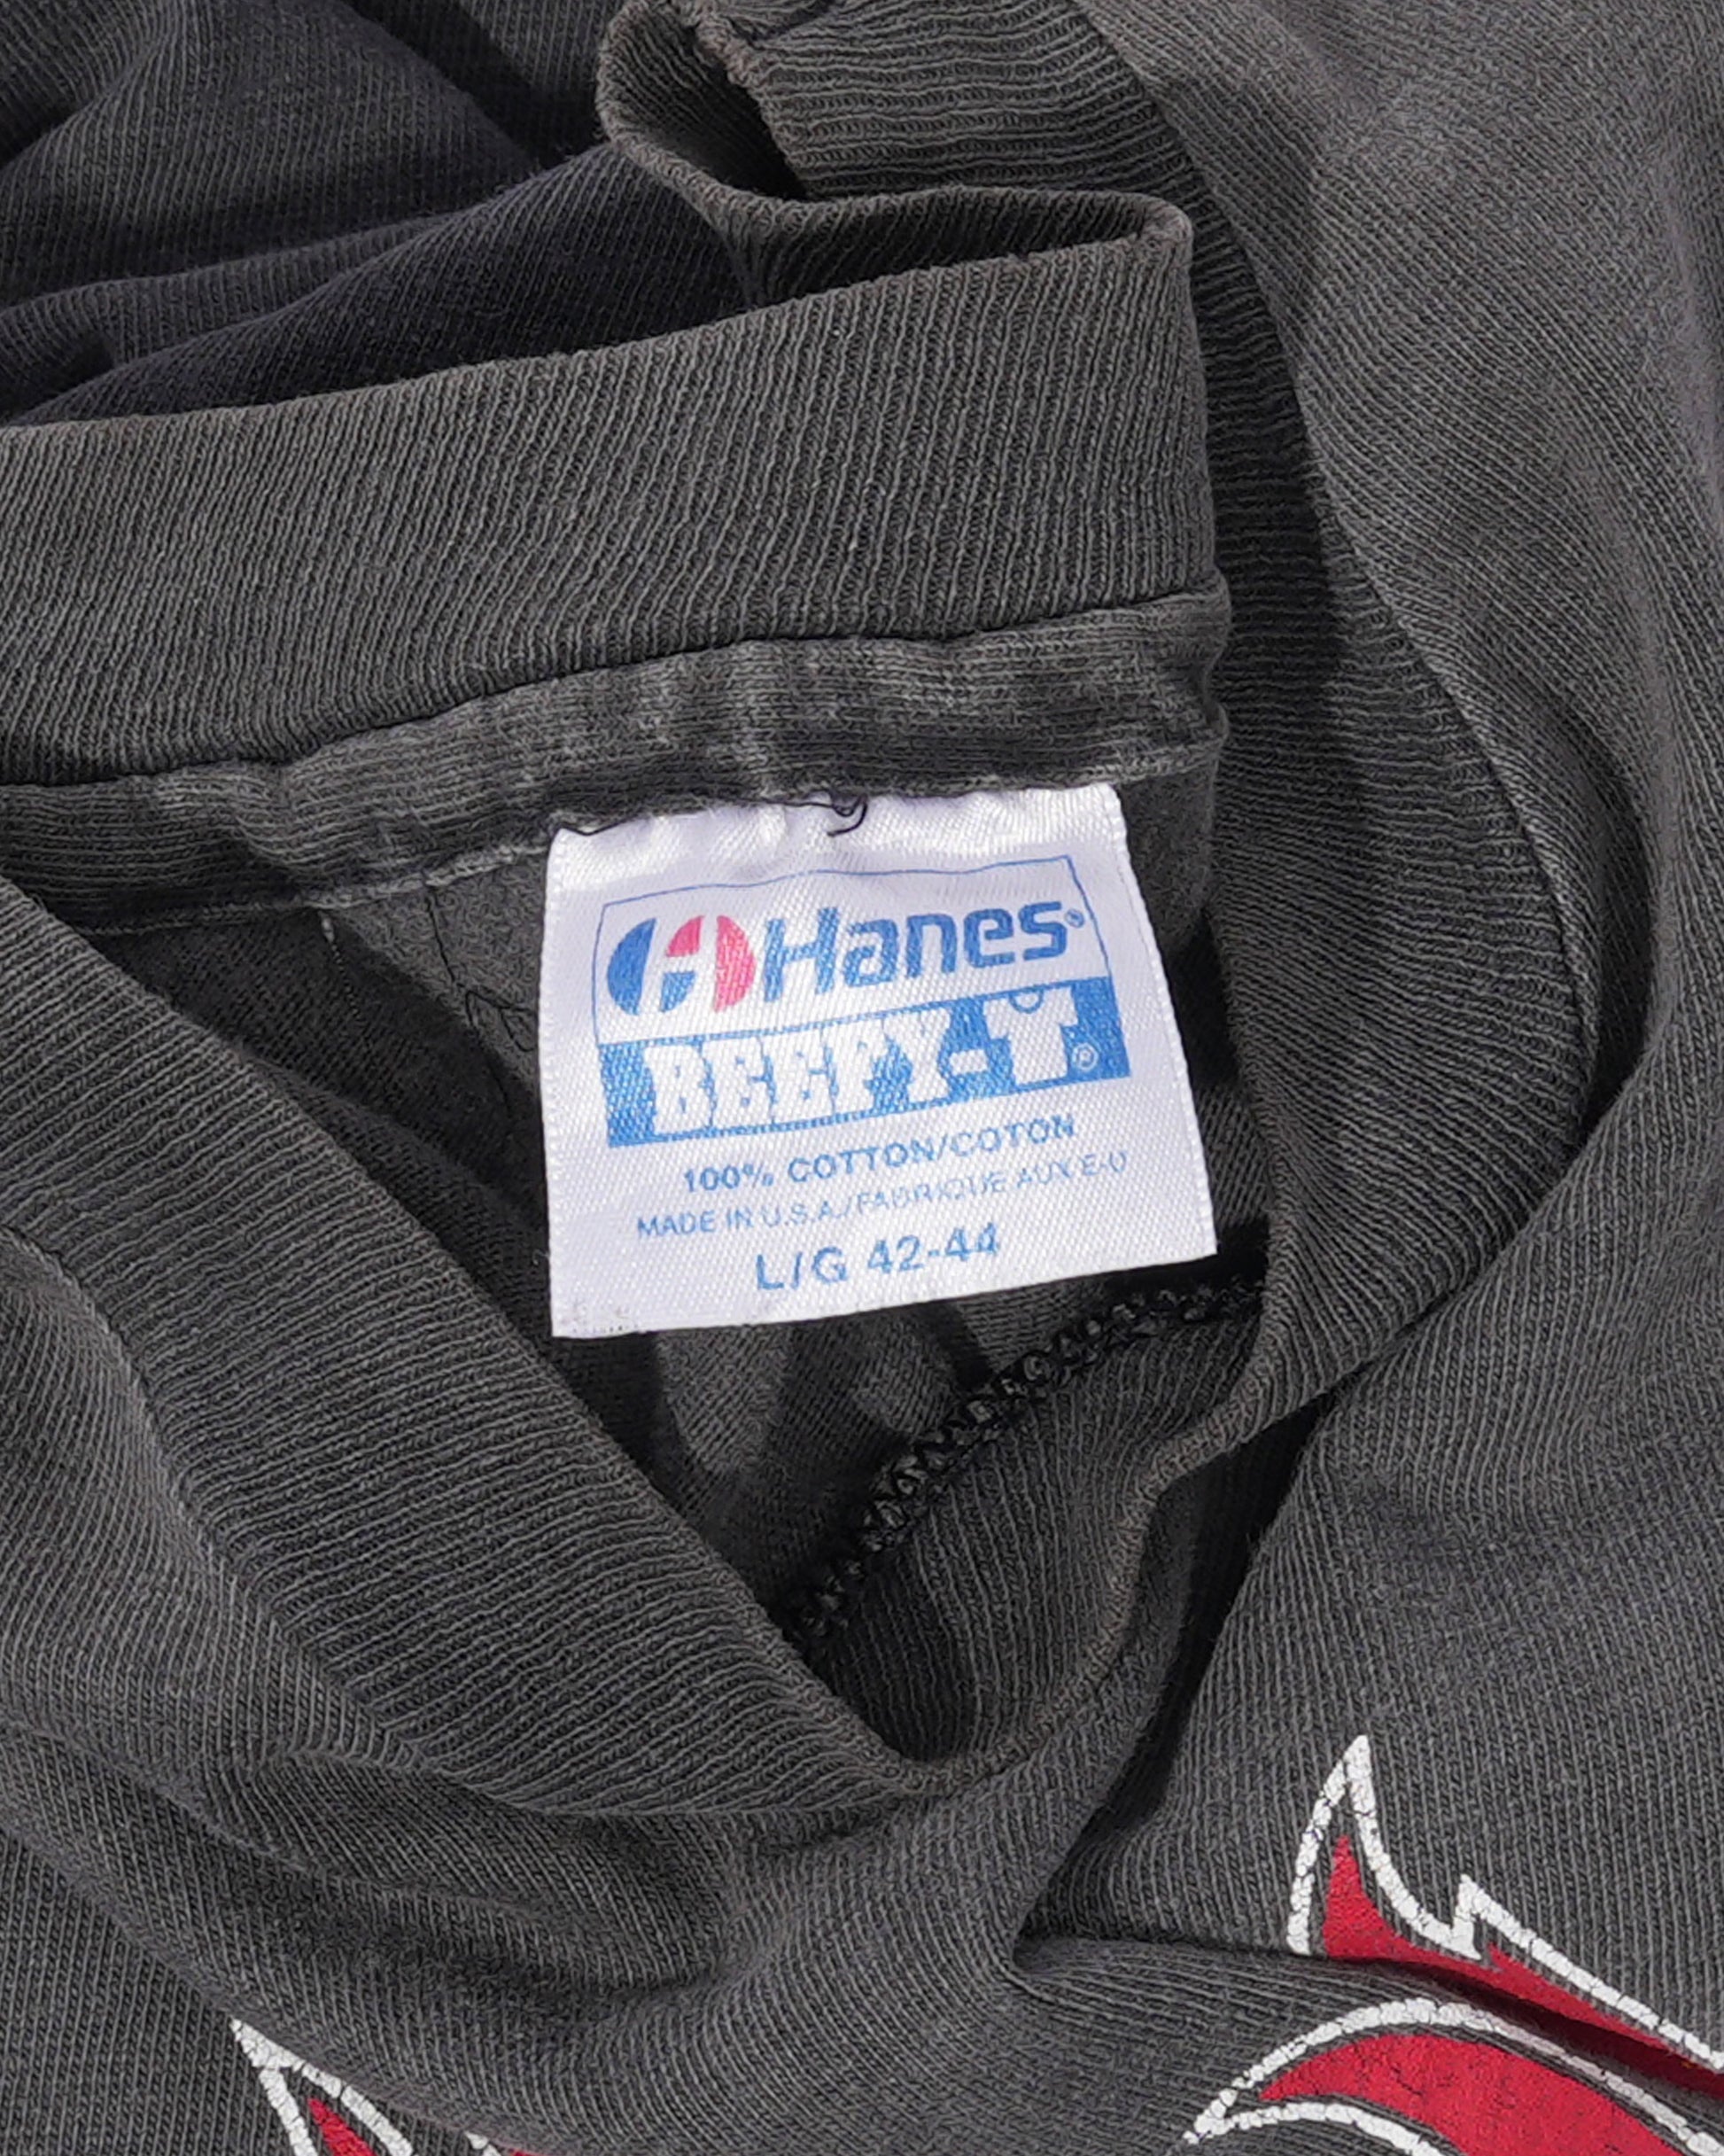 Hanes®
BEEFY-T®
100% COTTON/COTON
MADE IN U.S.A./FABRIQUE AUX E-U
L/G 42-44